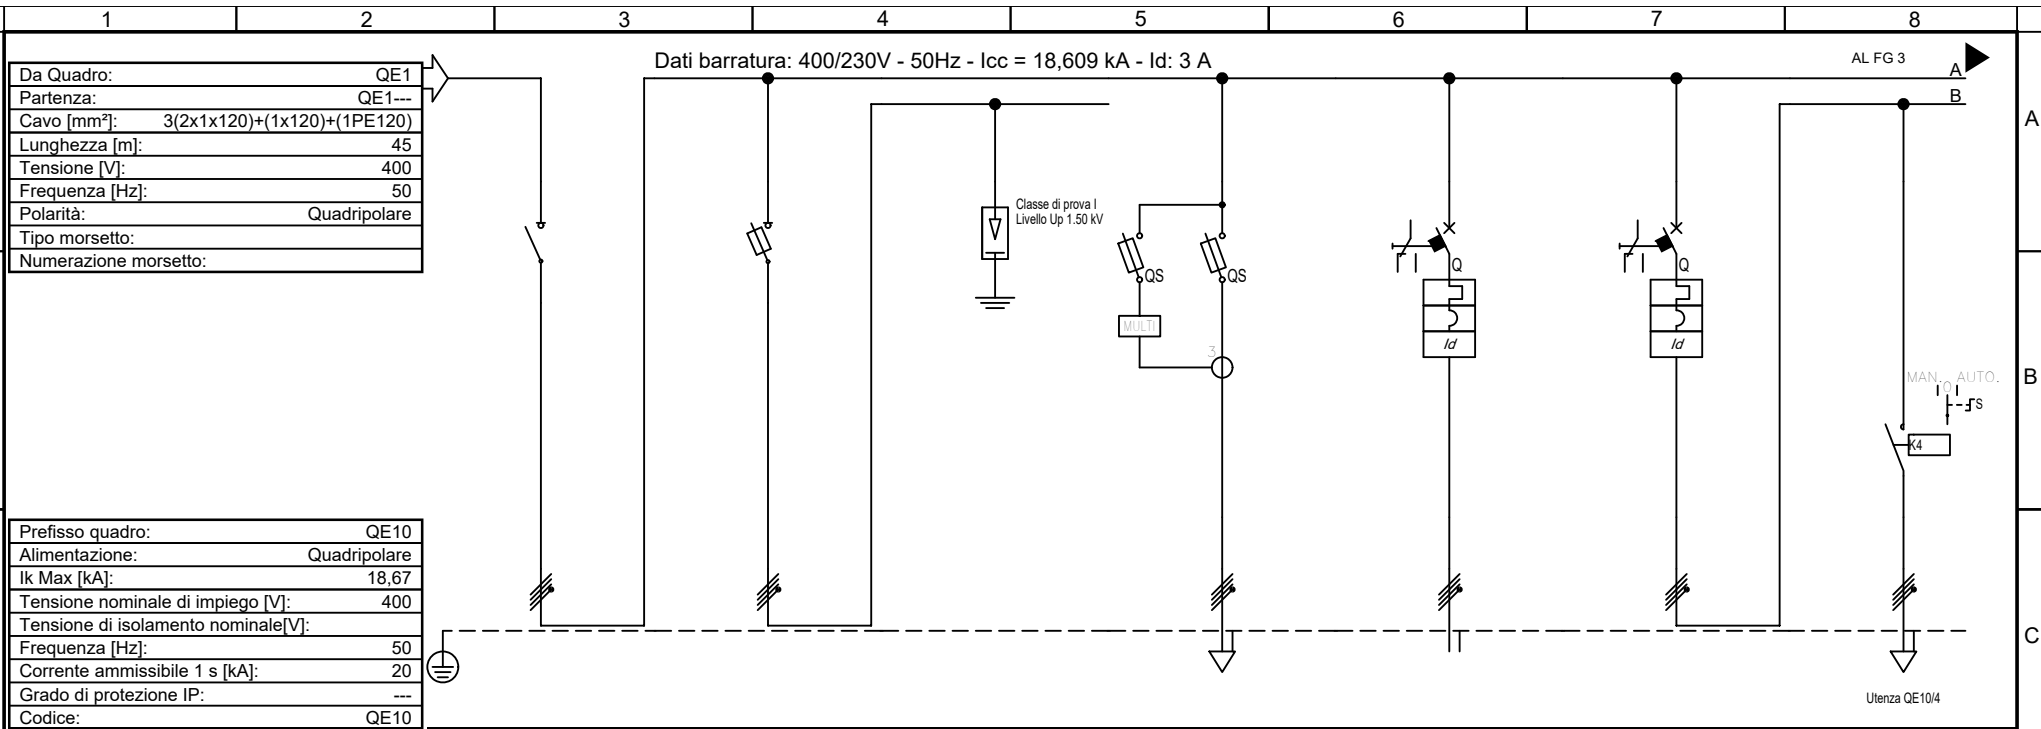 1 2 3 4 5 6 7 8
Dati barratura: 400/230V - 50Hz - Icc = 18,609 kA - Id: 3 A
AL FG 3
A
B
Da Quadro: QE1
Partenza: QE1---
Cavo [mm²]: 3(2x1x120)+(1x120)+(1PE120)
Lunghezza [m]: 45
Tensione [V]: 400
Frequenza [Hz]: 50
Polarità: Quadripolare
Tipo morsetto:
Numerazione morsetto:
A
Classe di prova I
Livello Up 1.50 kV
QS QS
MULTI
3
Q
Id
Q
Id
MAN. O AUTO.
S
K4
B
Prefisso quadro: QE10
Alimentazione: Quadripolare
Ik Max [kA]: 18,67
Tensione nominale di impiego [V]: 400
Tensione di isolamento nominale[V]:
Frequenza [Hz]: 50
Corrente ammissibile 1 s [kA]: 20
Grado di protezione IP: ---
Codice: QE10
C
Utenza QE10/4